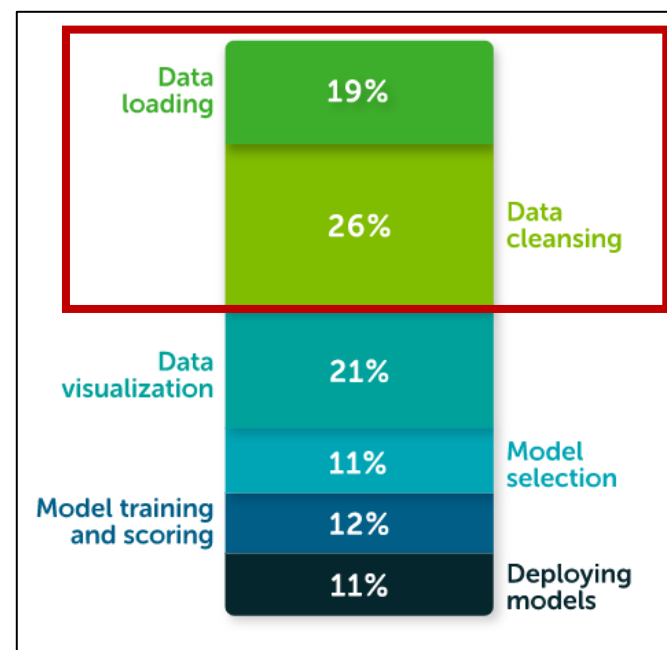 Data
loading
19%
26%
Data
cleansing
Data
visualization
21%
11%
Model
selection
Model training
and scoring
12%
11%
Deploying
models